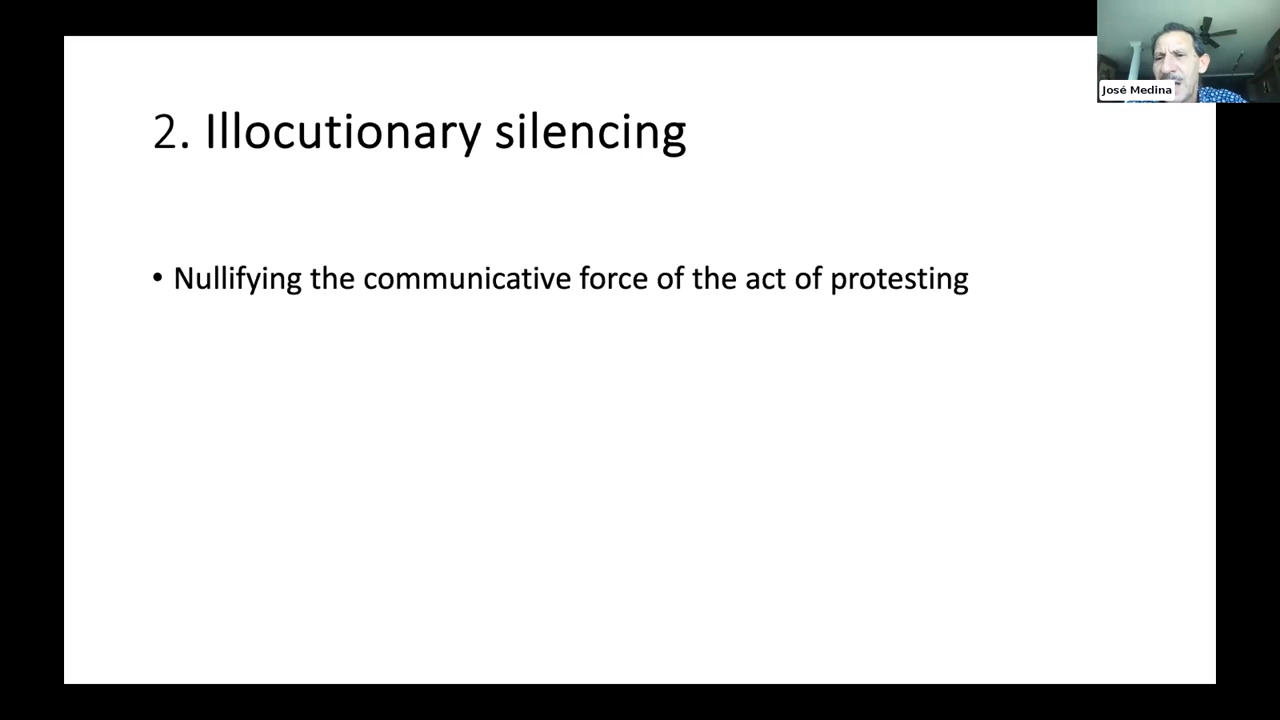 José Medina
2. Illocutionary silencing
• Nullifying the communicative force of the act of protesting